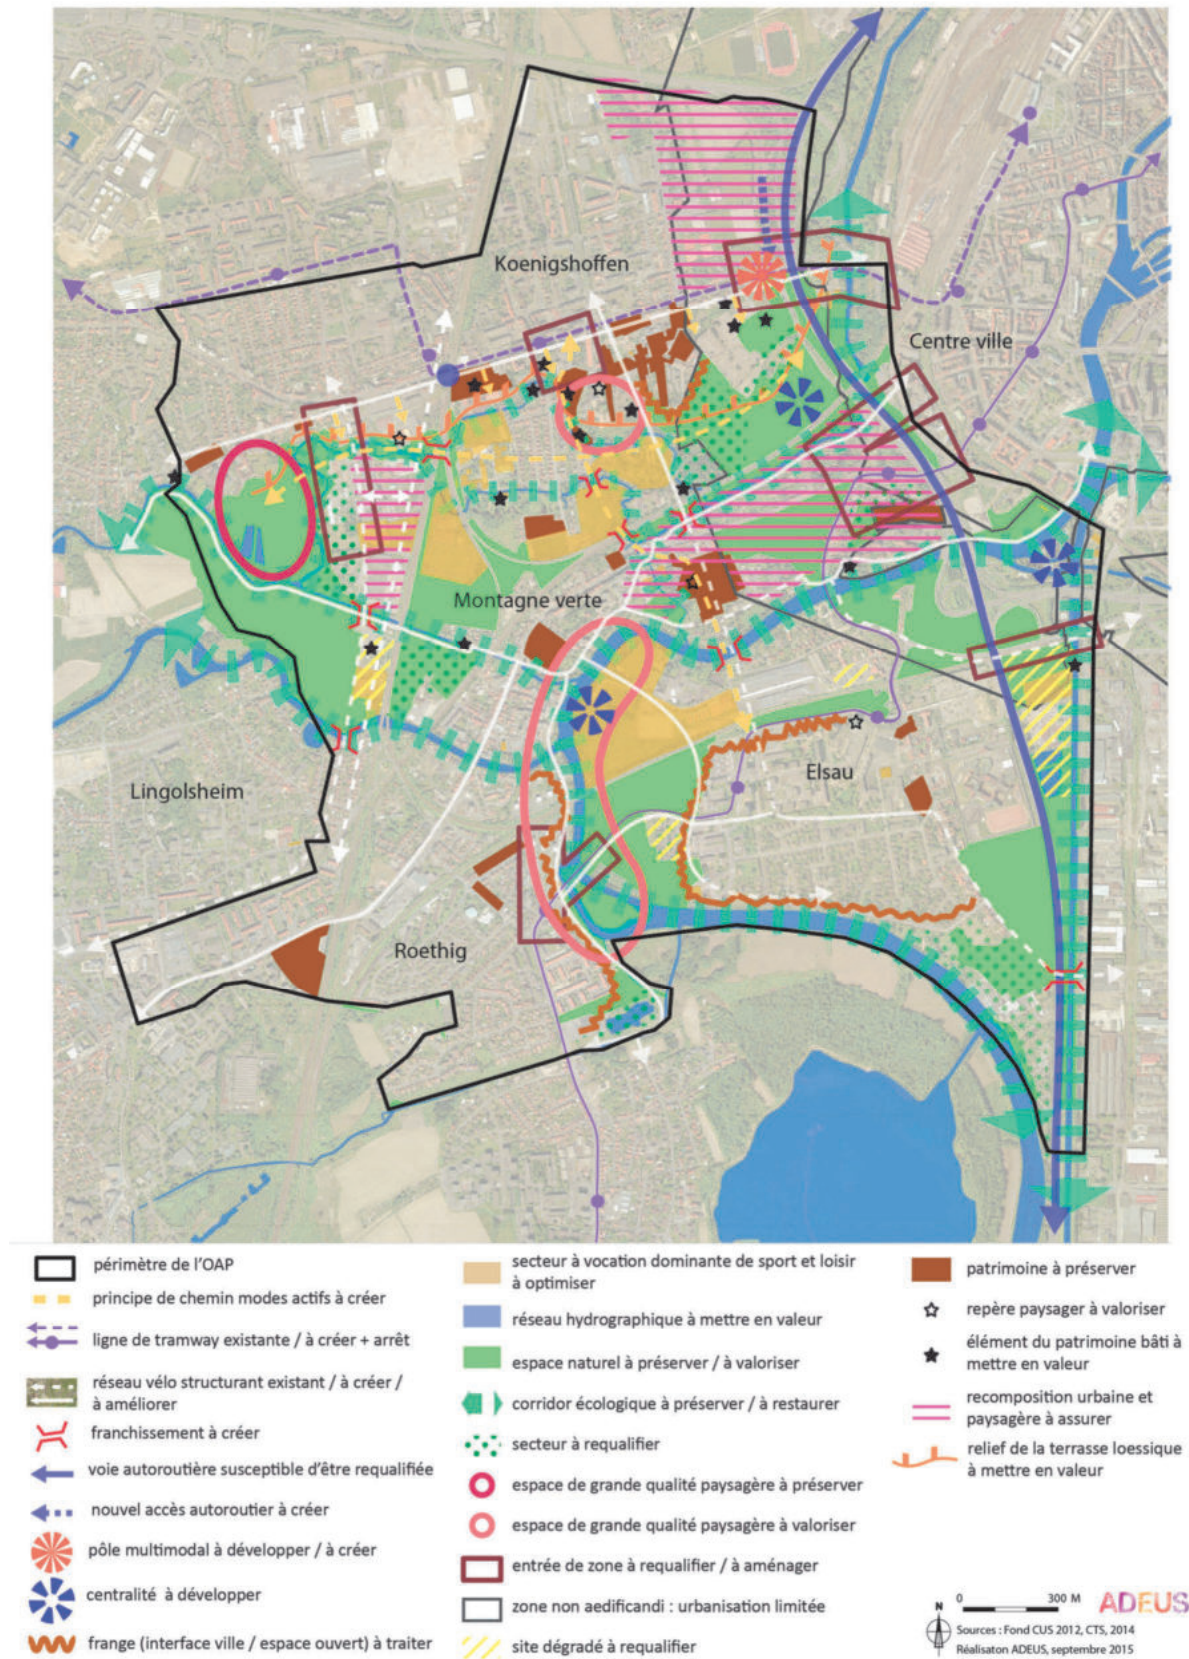 Koenigshoffen
Centre ville
Montagne verte
Lingolsheim
Elsau
Roethig
périmètre de l'OAP
principe de chemin modes actifs à créer
ligne de tramway existante / à créer + arrêt
réseau vélo structurant existant / à créer /
à améliorer
franchissement à créer
voie autoroutière susceptible d'être requalifiée
nouvel accès autoroutier à créer
pôle multimodal à développer / à créer
centralité à développer
frange (interface ville / espace ouvert) à traiter
secteur à vocation dominante de sport et loisir
à optimiser
réseau hydrographique à mettre en valeur
espace naturel à préserver / à valoriser
corridor écologique à préserver / à restaurer
secteur à requalifier
espace de grande qualité paysagère à préserver
espace de grande qualité paysagère à valoriser
entrée de zone à requalifier / à aménager
zone non aedificandi : urbanisation limitée
site dégradé à requalifier
patrimoine à préserver
repère paysager à valoriser
élément du patrimoine bâti à
mettre en valeur
recomposition urbaine et
paysagère à assurer
relief de la terrasse loessique
à mettre en valeur
0 300 M
ADEUS
N
Sources : Fond CUS 2012, CTS, 2014
Réalisaton ADEUS, septembre 2015